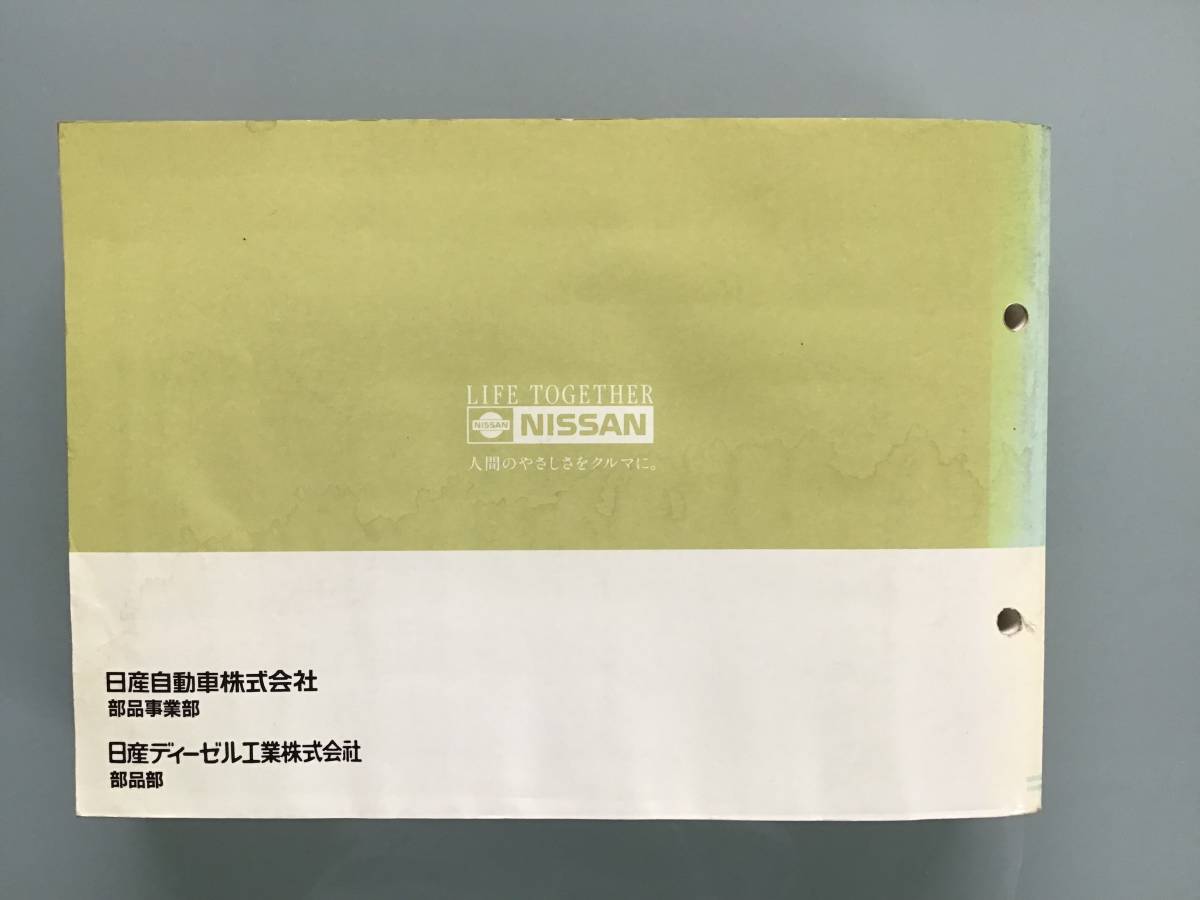 LIFE TOGETHER
NISSAN NISSAN
人間のやさしさをクルマに。
日産自動車株式会社
部品事業部
日産ディーゼル工業株式会社
部品部